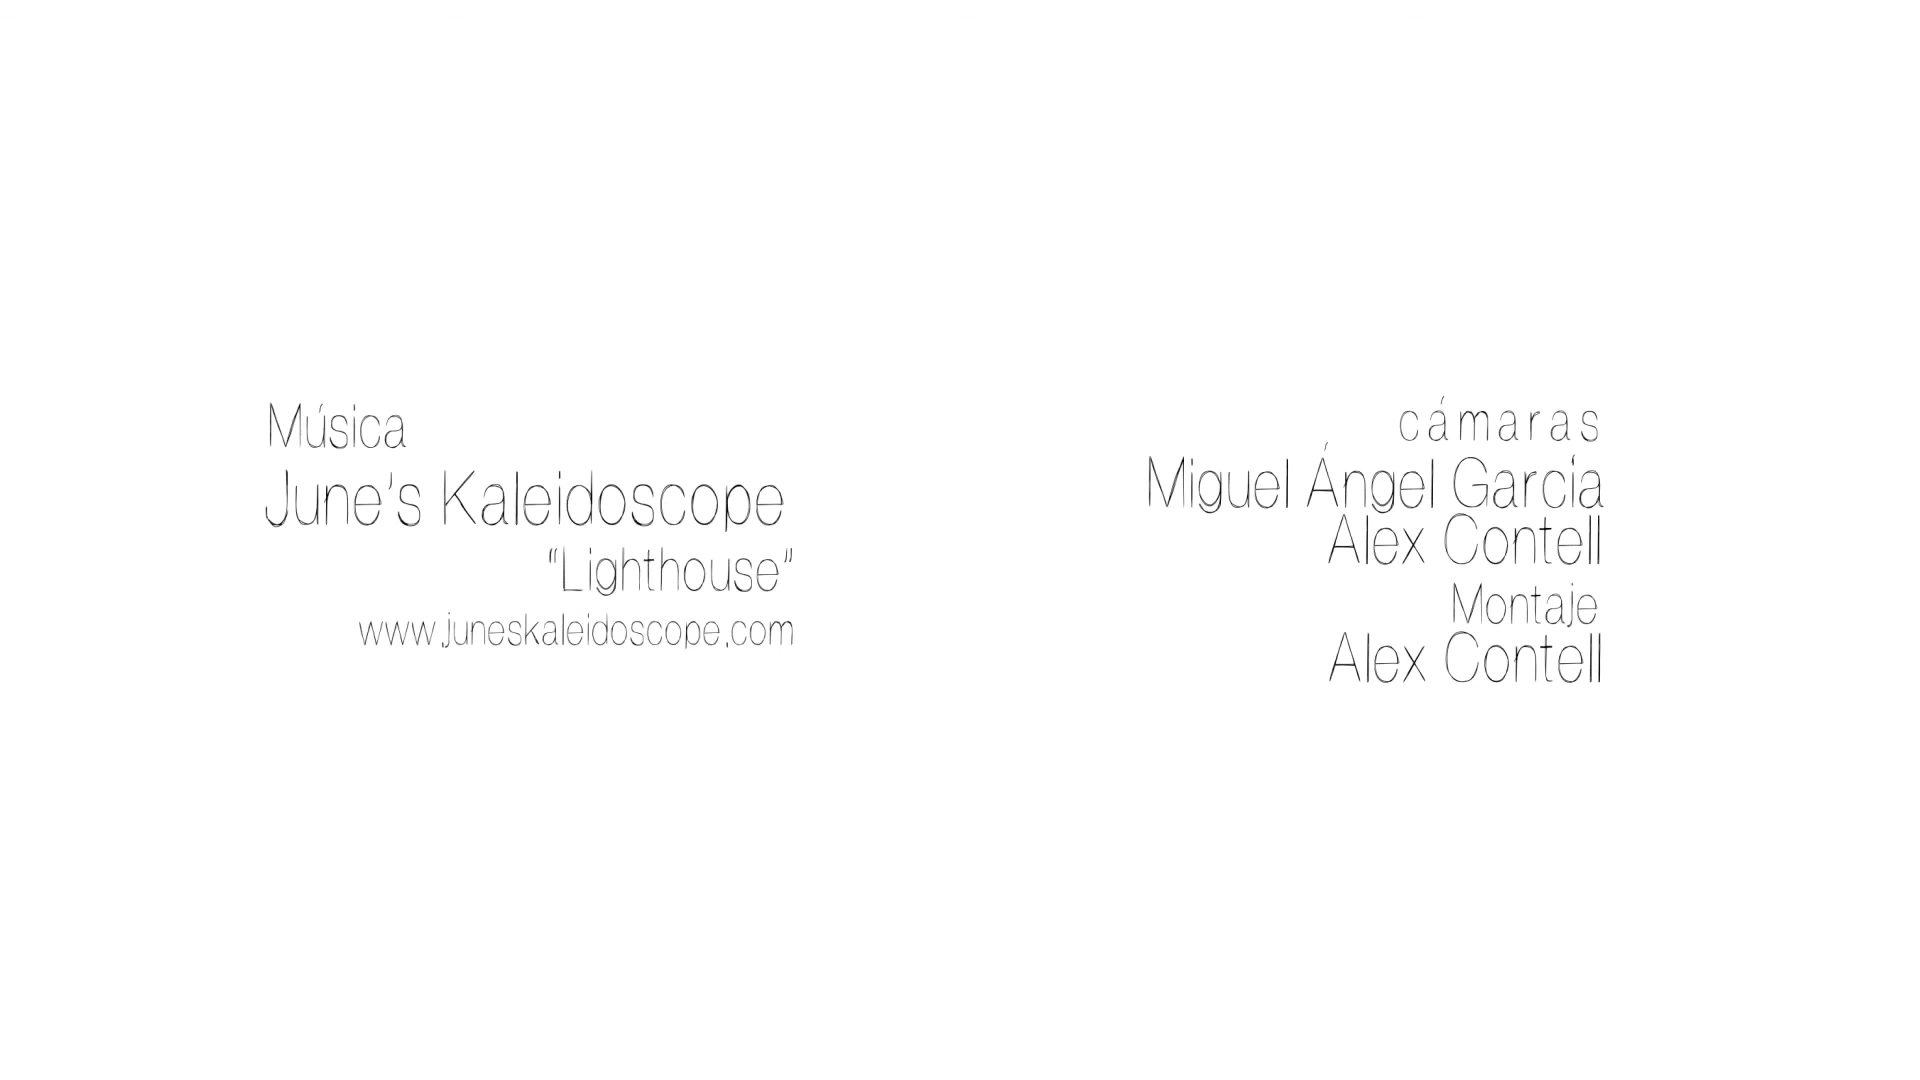 Música
June's Kaleidoscope
“Lighthouse”
www.juneskaleidoscope.com
cámaras
Miguel Ángel García
Alex Contell
Montaje
Alex Contell